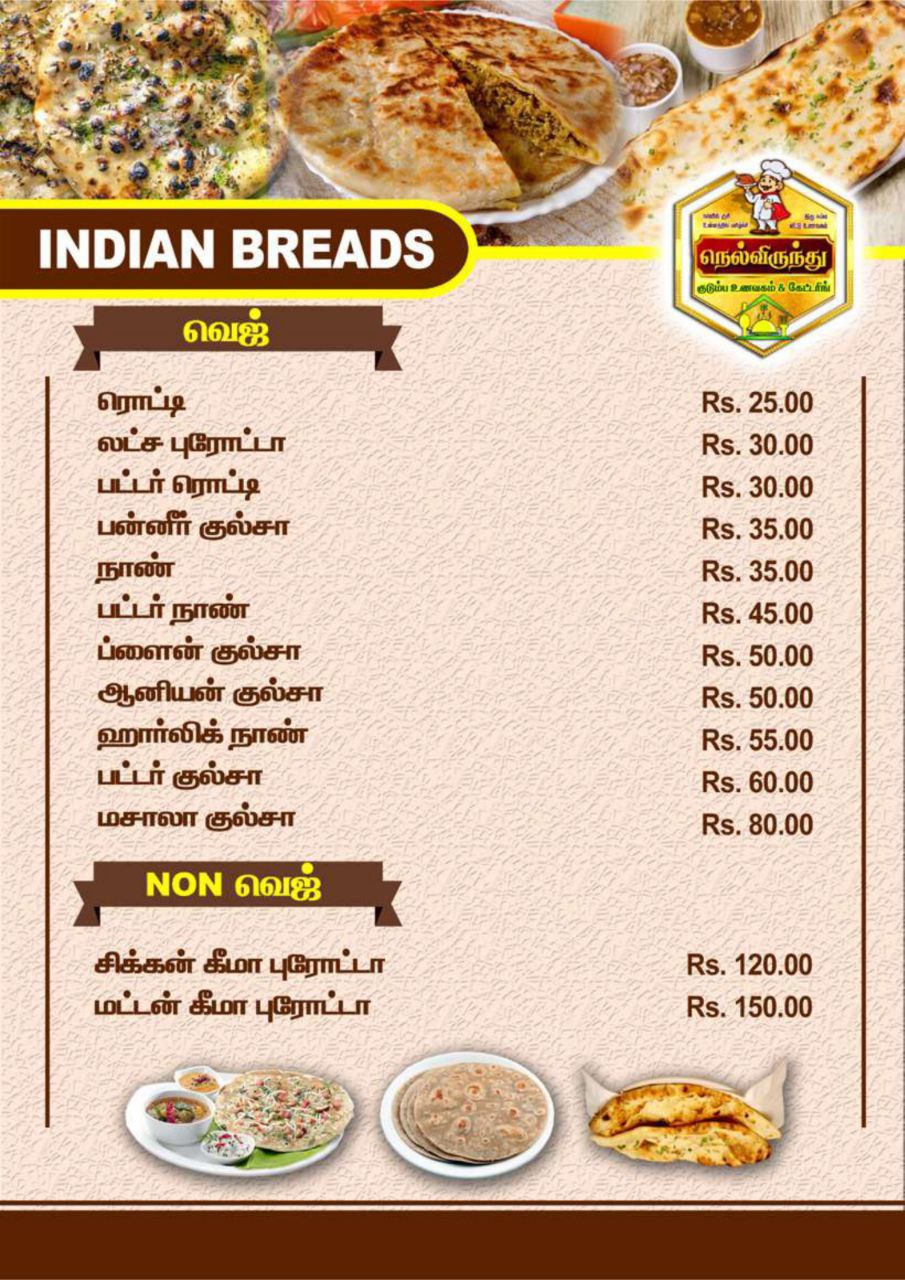 INDIAN BREADS
நெல்விருந்து
குடும்ப உணவகம் & கேட்டரிங்
வெஜ்
ரொட்டி Rs. 25.00
லட்ச புரோட்டா Rs. 30.00
பட்டர் ரொட்டி Rs. 30.00
பன்னீர் குல்சா Rs. 35.00
நாண் Rs. 35.00
பட்டர் நாண் Rs. 45.00
ப்ளைன் குல்சா Rs. 50.00
ஆனியன் குல்சா Rs. 50.00
ஹார்லிக் நாண் Rs. 55.00
பட்டர் குல்சா Rs. 60.00
மசாலா குல்சா Rs. 80.00
NON வெஜ்
சிக்கன் கீமா புரோட்டா Rs. 120.00
மட்டன் கீமா புரோட்டா Rs. 150.00